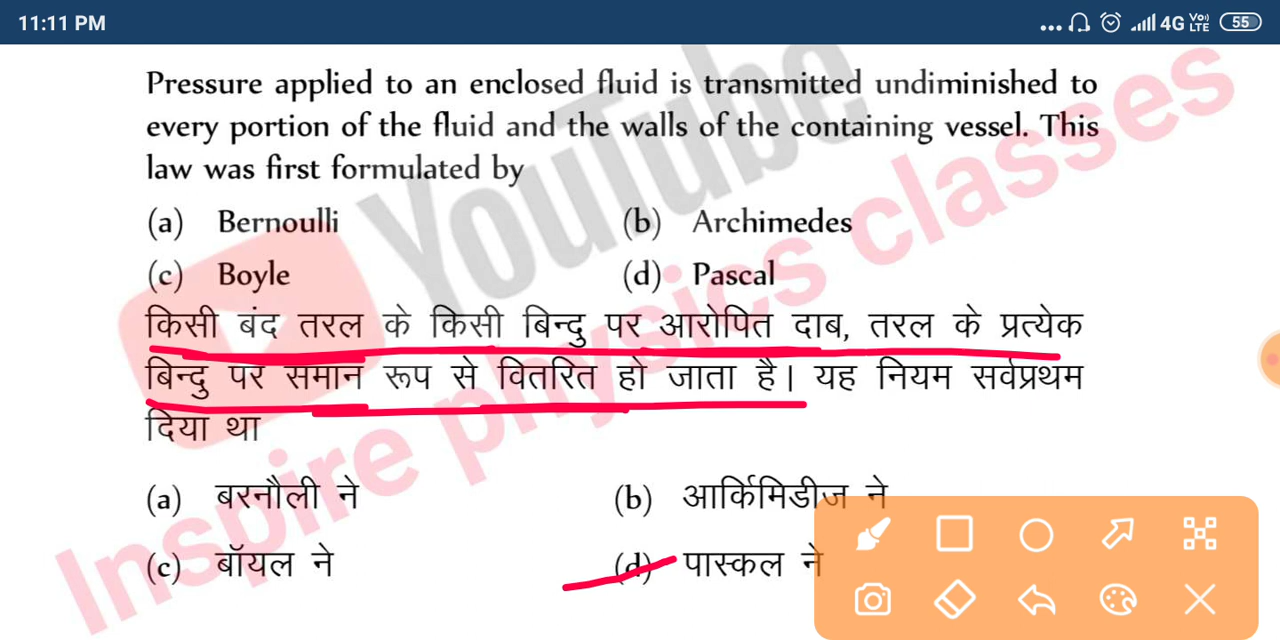 11:11 PM
... 4G Vo)) LTE 55
Pressure applied to an enclosed fluid is transmitted undiminished to
every portion of the fluid and the walls of the containing vessel. This
law was first formulated by
(a) Bernoulli (b) Archimedes
(c) Boyle (d) Pascal
किसी बंद तरल के किसी बिन्दु पर आरोपित दाब, तरल के प्रत्येक
बिन्दु पर समान रूप से वितरित हो जाता है। यह नियम सर्वप्रथम
दिया था
(a) बरनौली ने (b) आर्किमिडीज ने
(c) बॉयल ने (d) पास्कल ने
YouTube
Inspire physics classes